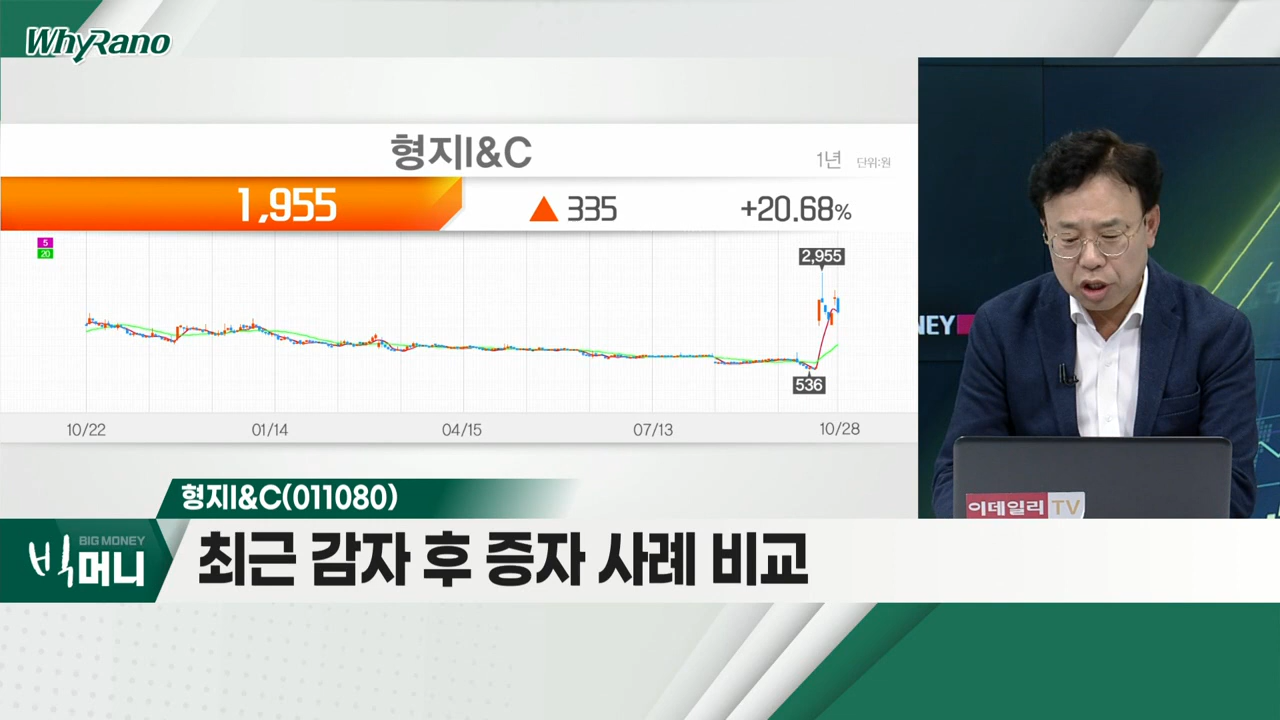 WhyRano
형지I&C
1년 단위:원
1,955 ▲ 335 +20.68%
5
20
2,955
536
10/22 01/14 04/15 07/13 10/28
NEY
이데일리TV
형지I&C(011080)
BIG MONEY
빅머니
최근 감자 후 증자 사례 비교